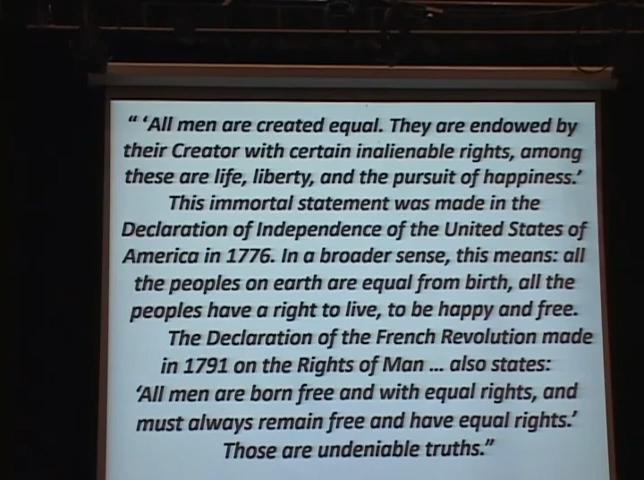 “ ‘All men are created equal. They are endowed by
their Creator with certain inalienable rights, among
these are life, liberty, and the pursuit of happiness.’
This immortal statement was made in the
Declaration of Independence of the United States of
America in 1776. In a broader sense, this means: all
the peoples on earth are equal from birth, all the
peoples have a right to live, to be happy and free.
The Declaration of the French Revolution made
in 1791 on the Rights of Man ... also states:
‘All men are born free and with equal rights, and
must always remain free and have equal rights.’
Those are undeniable truths.”